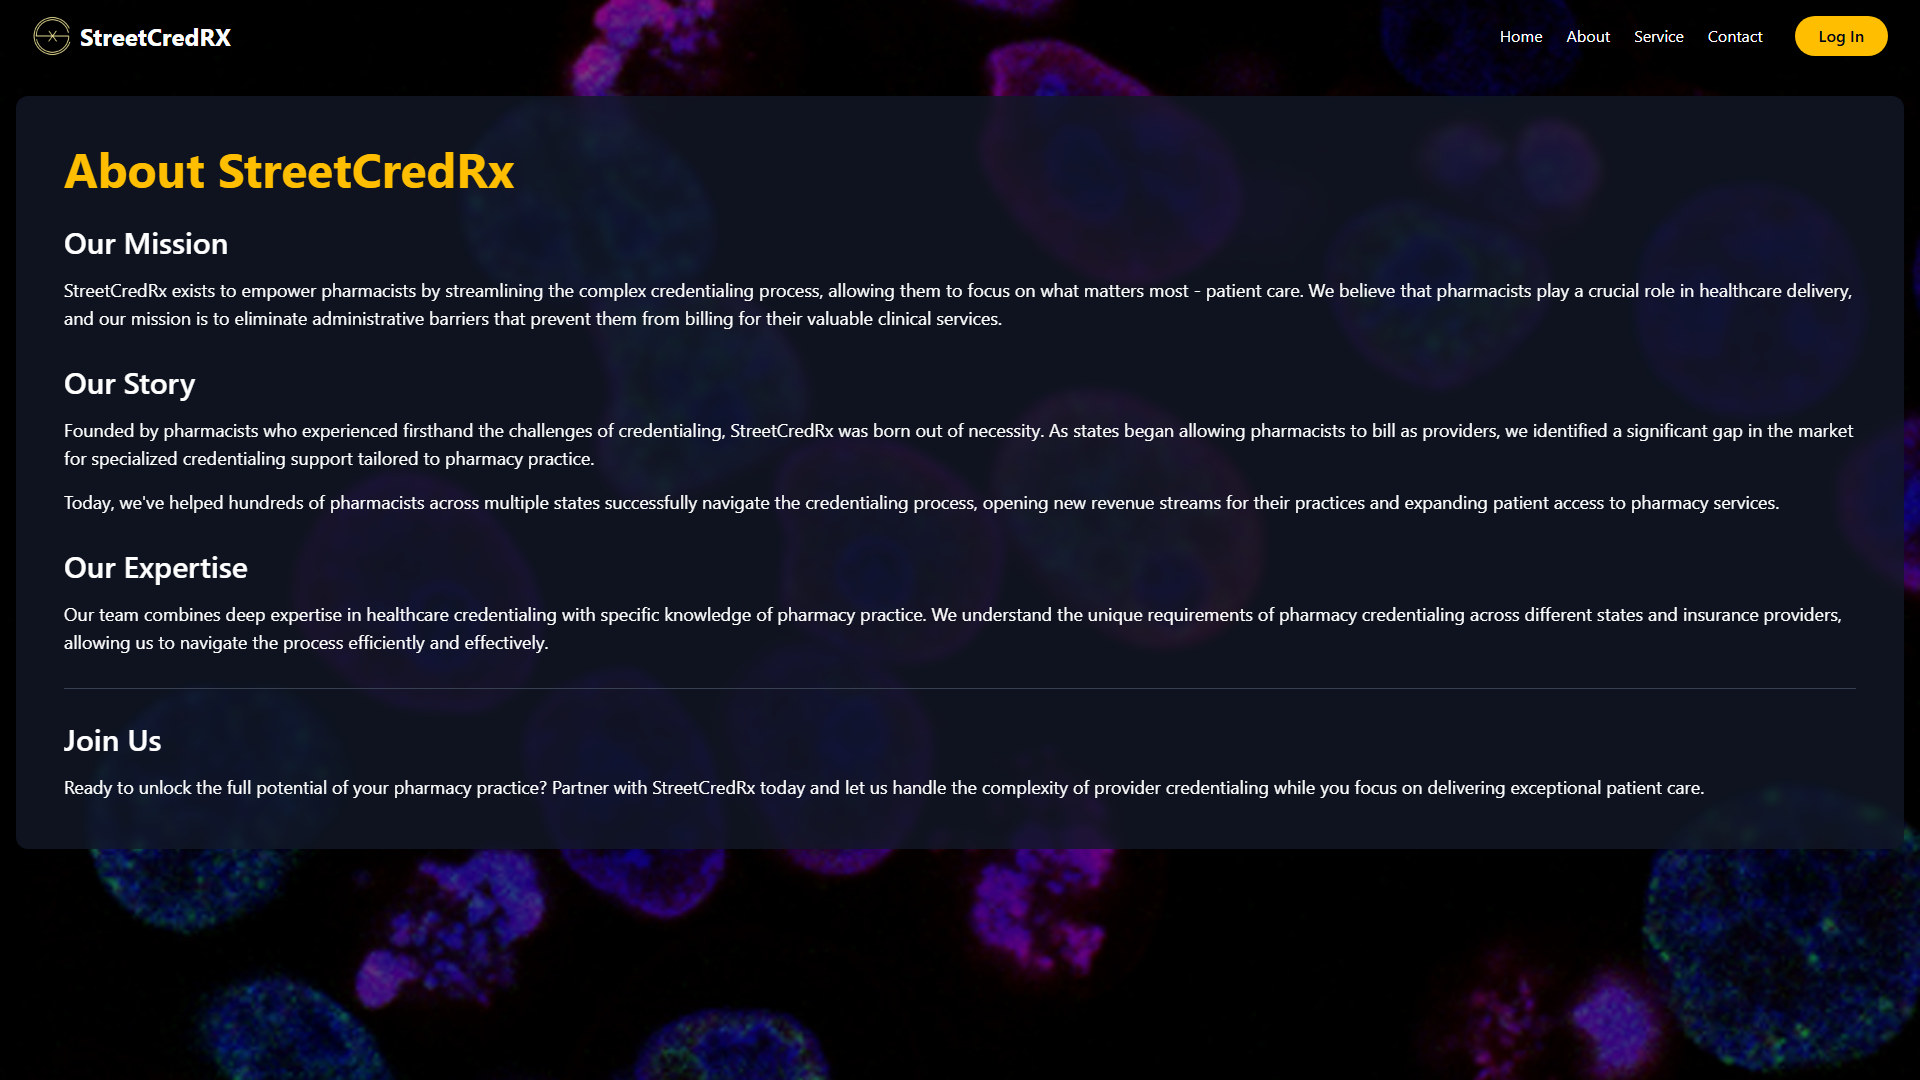 StreetCredRX
Home
About
Service
Contact
Log In
About StreetCredRx
Our Mission
StreetCredRx exists to empower pharmacists by streamlining the complex credentialing process, allowing them to focus on what matters most - patient care. We believe that pharmacists play a crucial role in healthcare delivery,
and our mission is to eliminate administrative barriers that prevent them from billing for their valuable clinical services.
Our Story
Founded by pharmacists who experienced firsthand the challenges of credentialing, StreetCredRx was born out of necessity. As states began allowing pharmacists to bill as providers, we identified a significant gap in the market
for specialized credentialing support tailored to pharmacy practice.
Today, we've helped hundreds of pharmacists across multiple states successfully navigate the credentialing process, opening new revenue streams for their practices and expanding patient access to pharmacy services.
Our Expertise
Our team combines deep expertise in healthcare credentialing with specific knowledge of pharmacy practice. We understand the unique requirements of pharmacy credentialing across different states and insurance providers,
allowing us to navigate the process efficiently and effectively.
Join Us
Ready to unlock the full potential of your pharmacy practice? Partner with StreetCredRx today and let us handle the complexity of provider credentialing while you focus on delivering exceptional patient care.